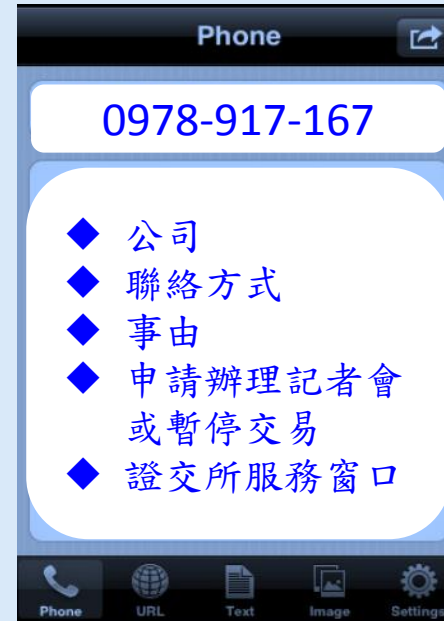 Phone
0978-917-167
◆ 公司
◆ 聯絡方式
◆ 事由
◆ 申請辦理記者會
或暫停交易
◆ 證交所服務窗口
Phone URL Text Image Settings